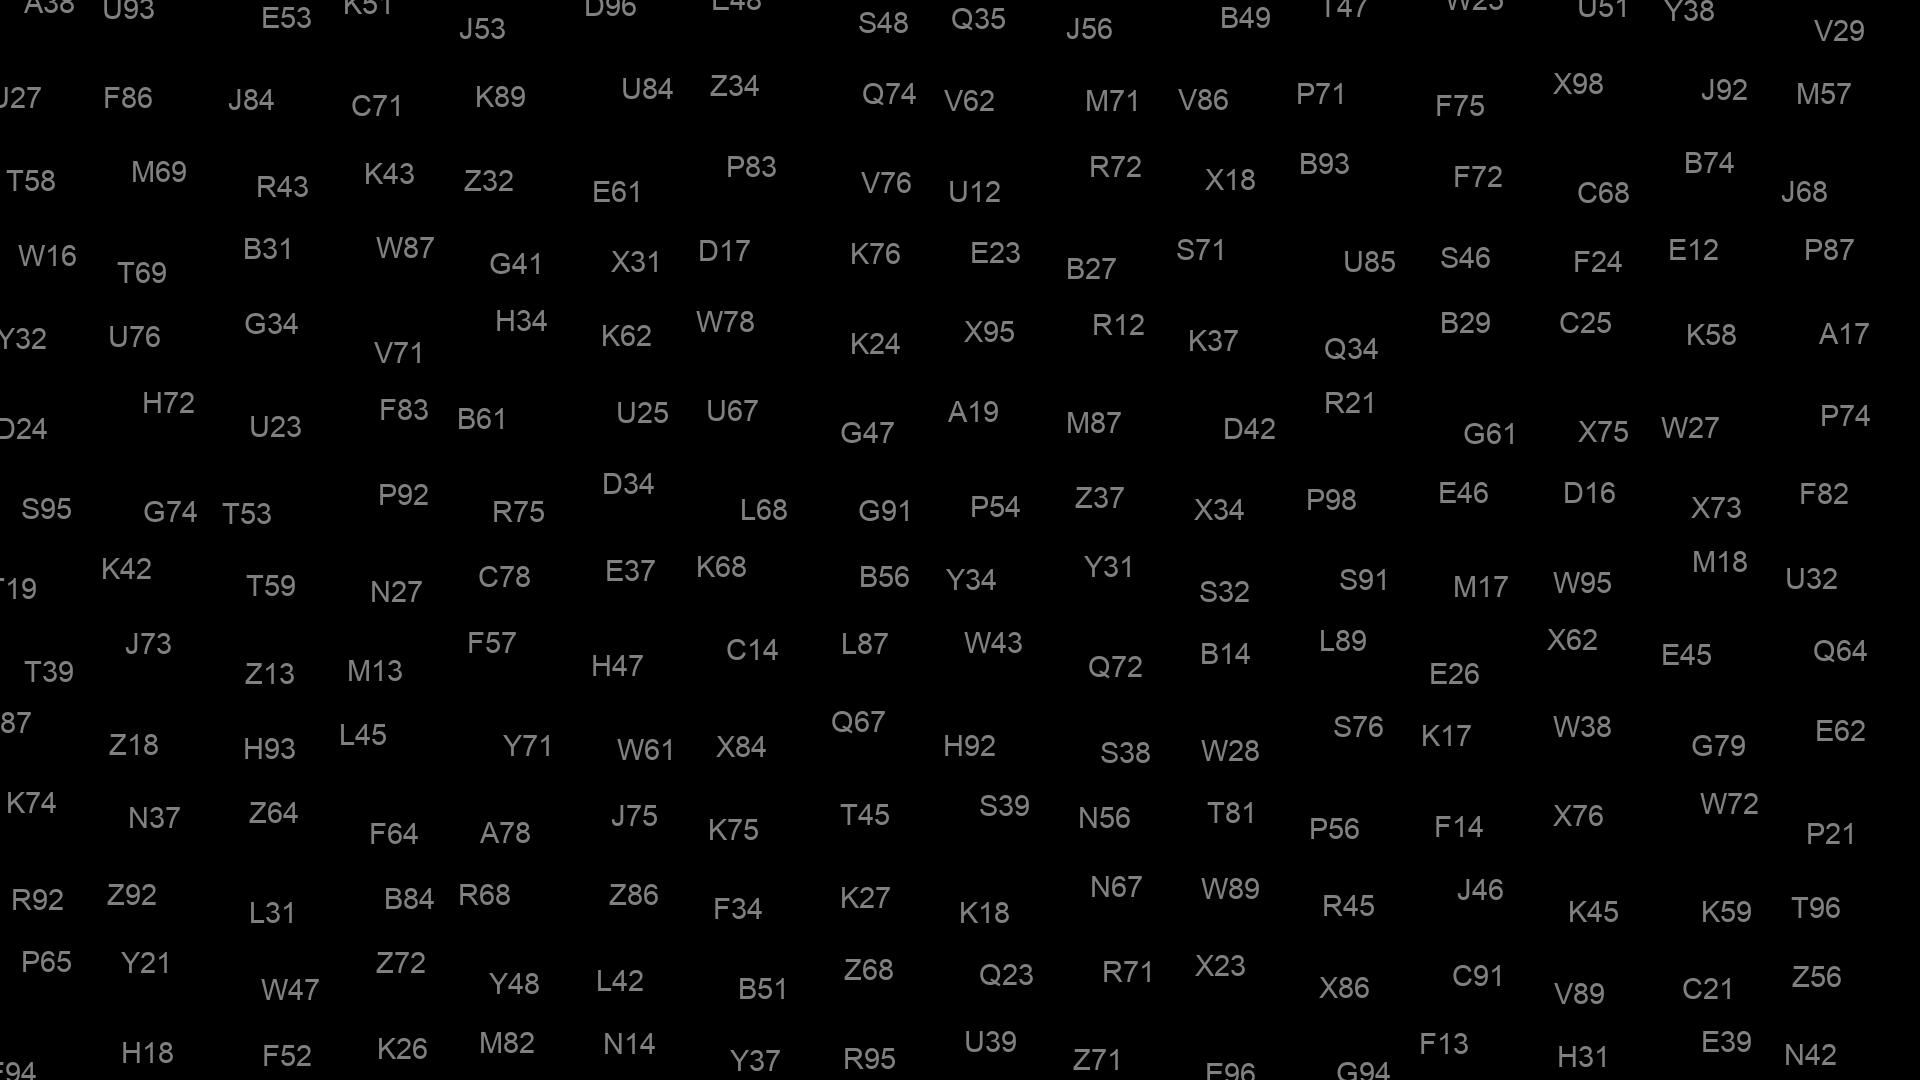 A38 U93 E53 K51 J53 D96 S48 Q35 J56 B49 T47 W25 U51 Y38 V29
J27 F86 J84 C71 K89 U84 Z34 Q74 V62 M71 V86 P71 F75 X98 J92 M57
T58 M69 R43 K43 Z32 E61 P83 V76 U12 R72 X18 B93 F72 C68 B74 J68
W16 T69 B31 W87 G41 X31 D17 K76 E23 B27 S71 U85 S46 F24 E12 P87
Y32 U76 G34 V71 H34 K62 W78 K24 X95 R12 K37 Q34 B29 C25 K58 A17
D24 H72 U23 F83 B61 U25 U67 G47 A19 M87 D42 R21 G61 X75 W27 P74
S95 G74 T53 P92 R75 D34 L68 G91 P54 Z37 X34 P98 E46 D16 X73 F82
T19 K42 T59 N27 C78 E37 K68 B56 Y34 Y31 S32 S91 M17 W95 M18 U32
T39 J73 Z13 M13 F57 H47 C14 L87 W43 Q72 B14 L89 E26 X62 E45 Q64
87 Z18 H93 L45 Y71 W61 X84 Q67 H92 S38 W28 S76 K17 W38 G79 E62
K74 N37 Z64 F64 A78 J75 K75 T45 S39 N56 T81 P56 F14 X76 W72 P21
R92 Z92 L31 B84 R68 Z86 F34 K27 K18 N67 W89 R45 J46 K45 K59 T96
P65 Y21 W47 Z72 Y48 L42 B51 Z68 Q23 R71 X23 X86 C91 V89 C21 Z56
H18 F52 K26 M82 N14 Y37 R95 U39 Z71 G94 F13 H31 E39 N42